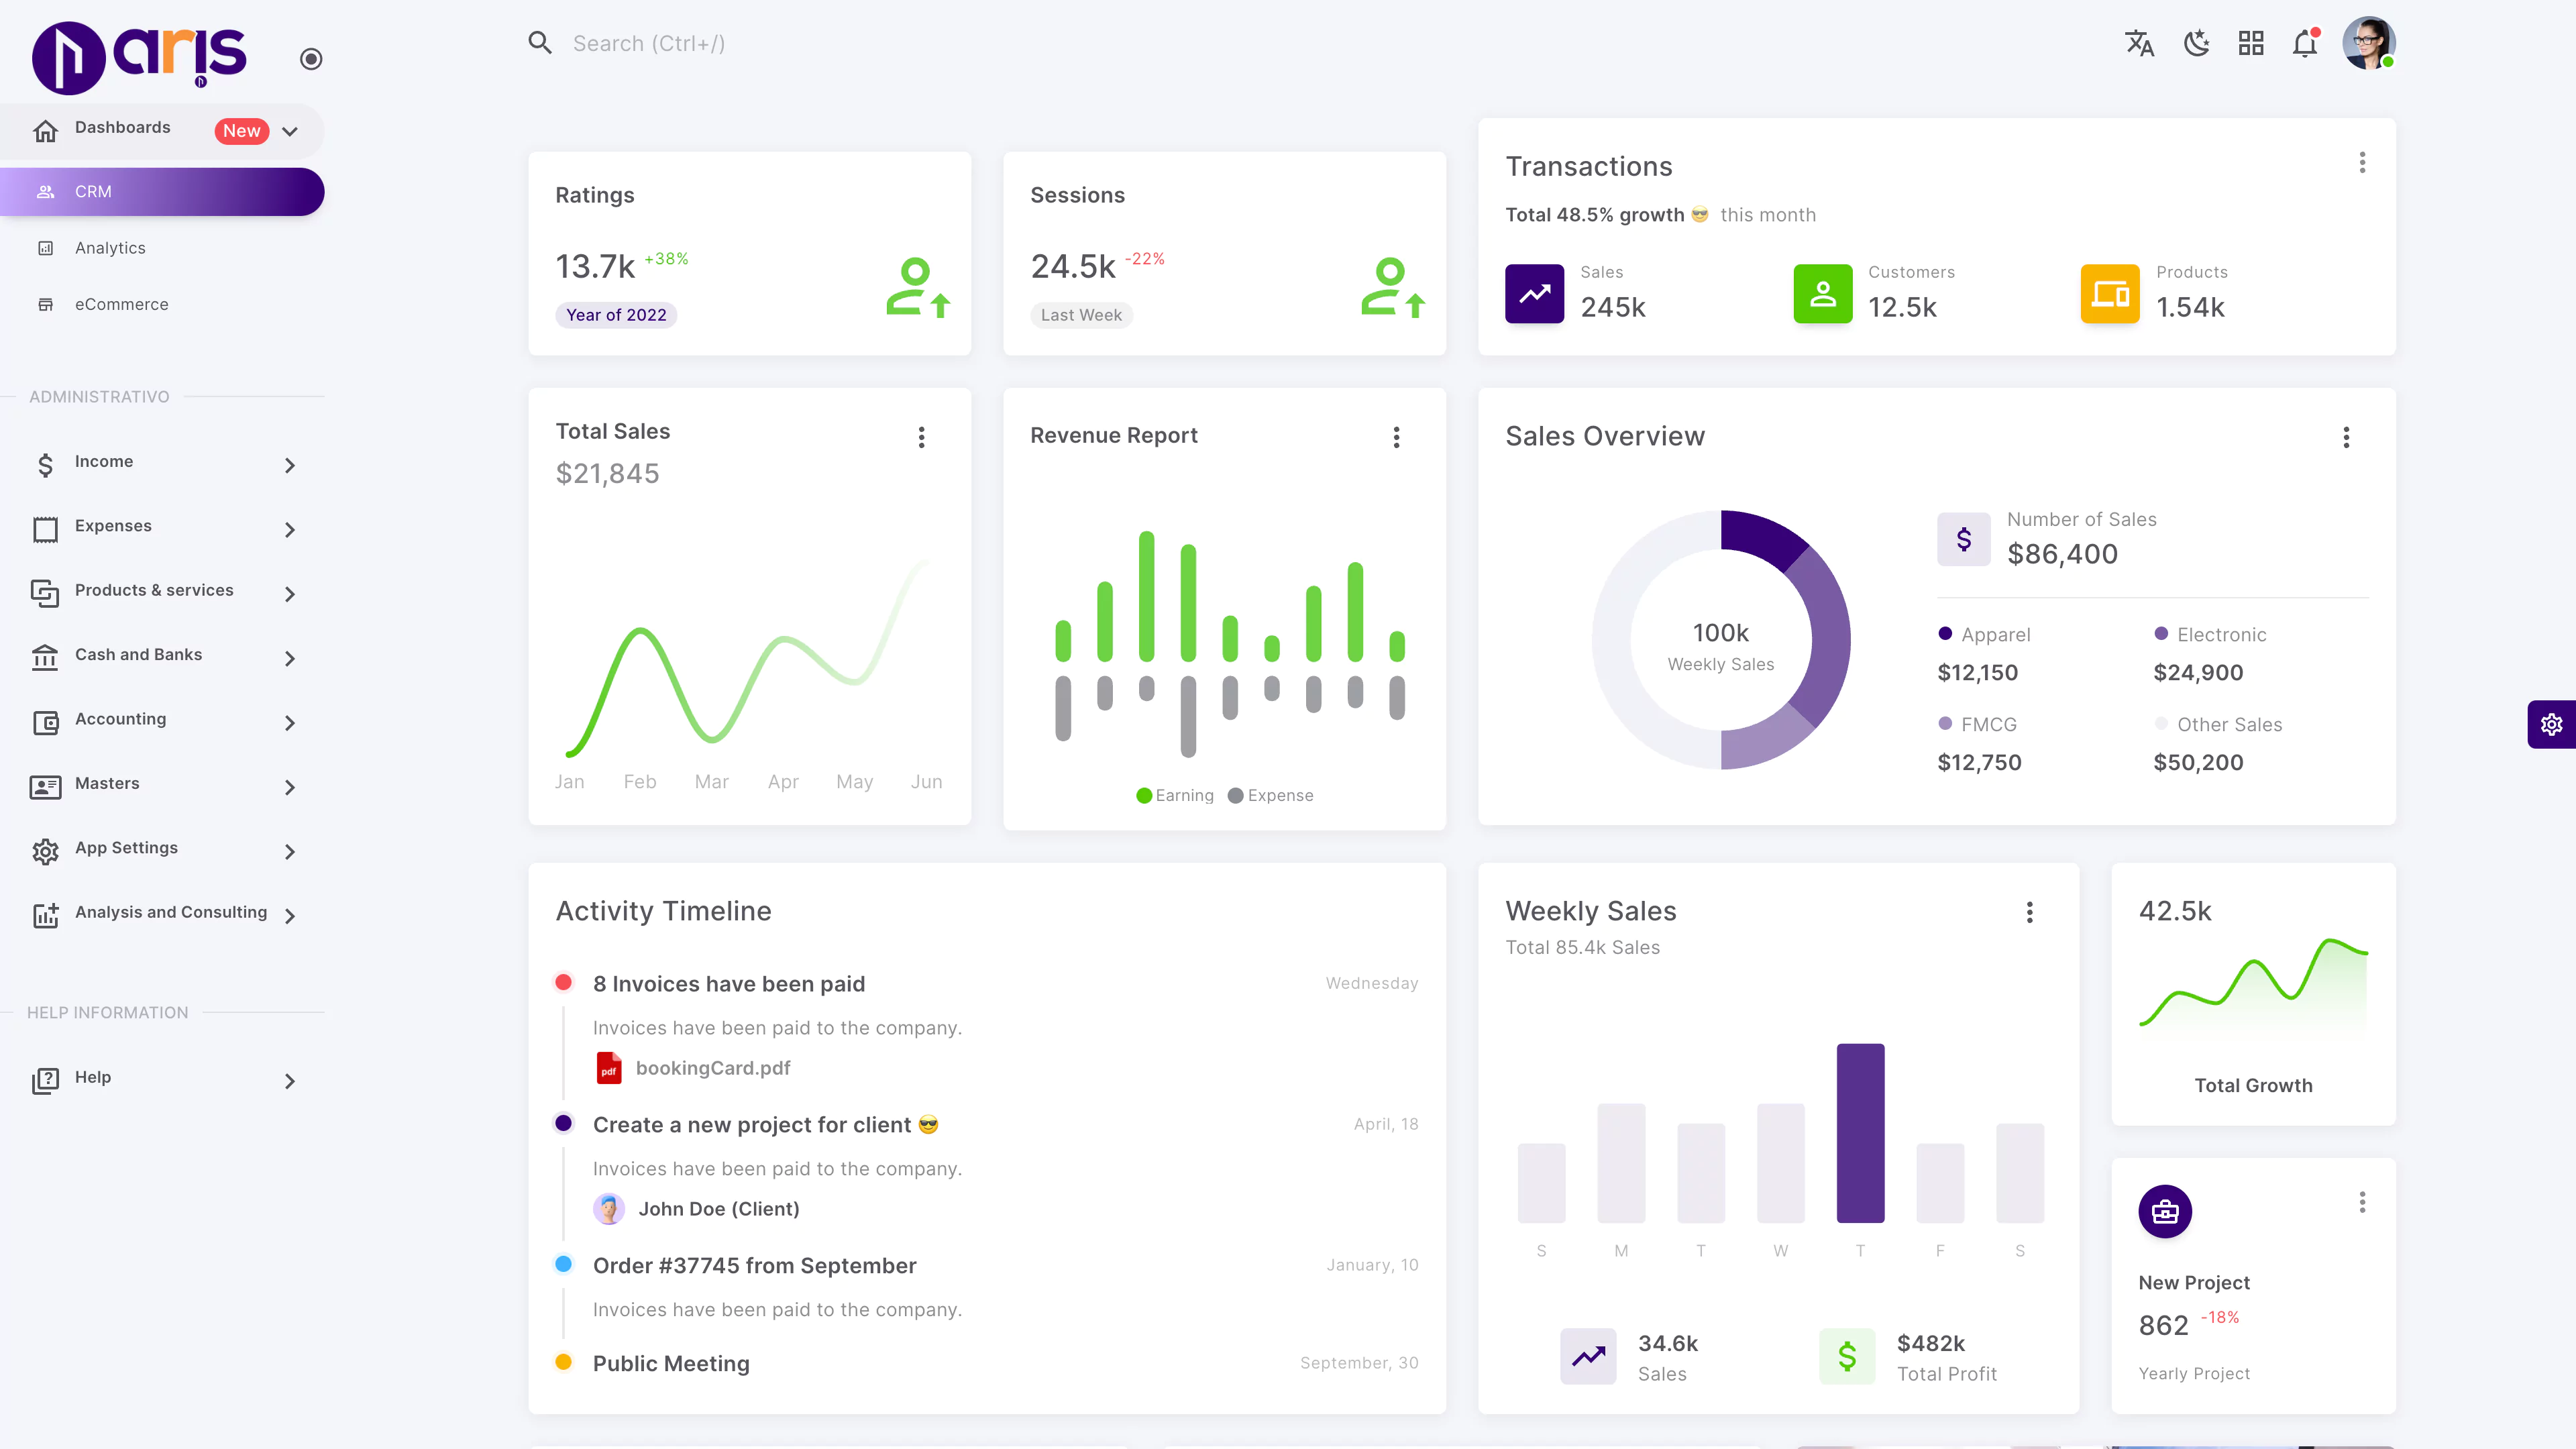 aris
Search (Ctrl+/)
Dashboards
New
CRM
Analytics
eCommerce
ADMINISTRATIVO
Income
Expenses
Products & services
Cash and Banks
Accounting
Masters
App Settings
Analysis and Consulting
HELP INFORMATION
Help
Ratings
13.7k +38%
Year of 2022
Sessions
24.5k -22%
Last Week
Transactions
Total 48.5% growth 😎 this month
Sales
245k
Customers
12.5k
Products
1.54k
Total Sales
$21,845
Jan Feb Mar Apr May Jun
Revenue Report
Earning Expense
Sales Overview
100k
Weekly Sales
Number of Sales
$86,400
Apparel
$12,150
Electronic
$24,900
FMCG
$12,750
Other Sales
$50,200
Activity Timeline
8 Invoices have been paid
Wednesday
Invoices have been paid to the company.
pdf
bookingCard.pdf
Create a new project for client 😎
April, 18
Invoices have been paid to the company.
John Doe (Client)
Order #37745 from September
January, 10
Invoices have been paid to the company.
Public Meeting
September, 30
Weekly Sales
Total 85.4k Sales
S M T W T F S
34.6k
Sales
$482k
Total Profit
42.5k
Total Growth
New Project
862 -18%
Yearly Project